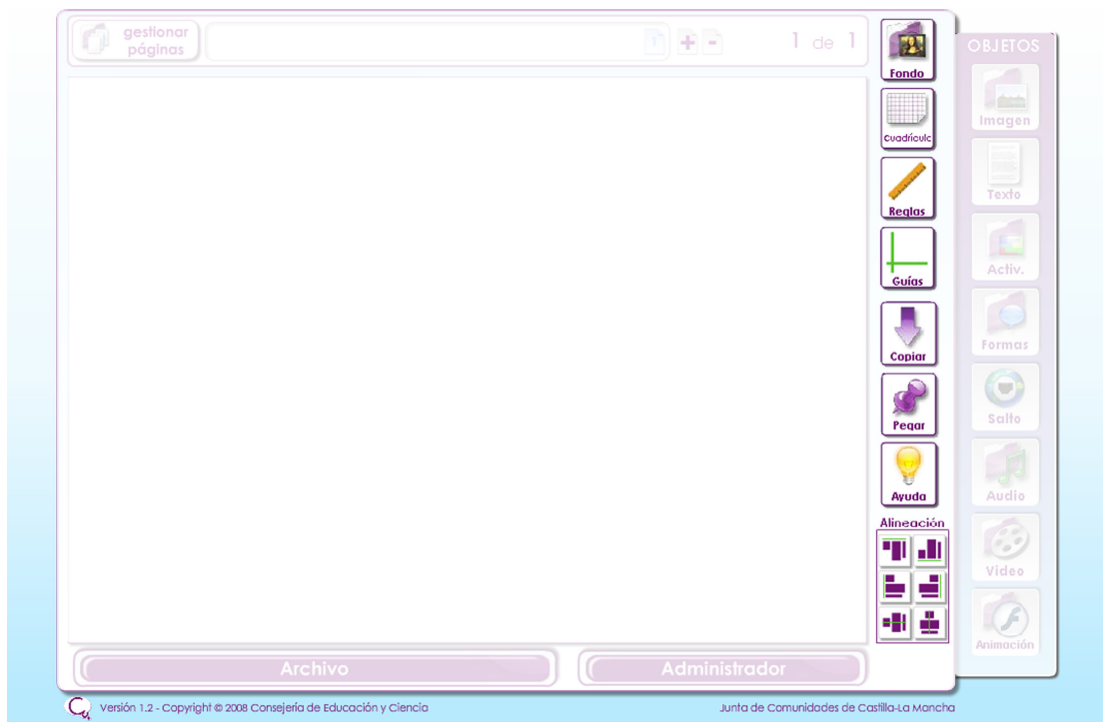 gestionar
páginas
1 de 1
Fondo
Cuadrícula
Reglas
Guías
Copiar
Pegar
Ayuda
Alineación
OBJETOS
Imagen
Texto
Activ.
Formas
Salto
Audio
Video
Animación
Archivo
Administrador
Versión 1.2 - Copyright © 2008 Consejería de Educación y Ciencia
Junta de Comunidades de Castilla-La Mancha